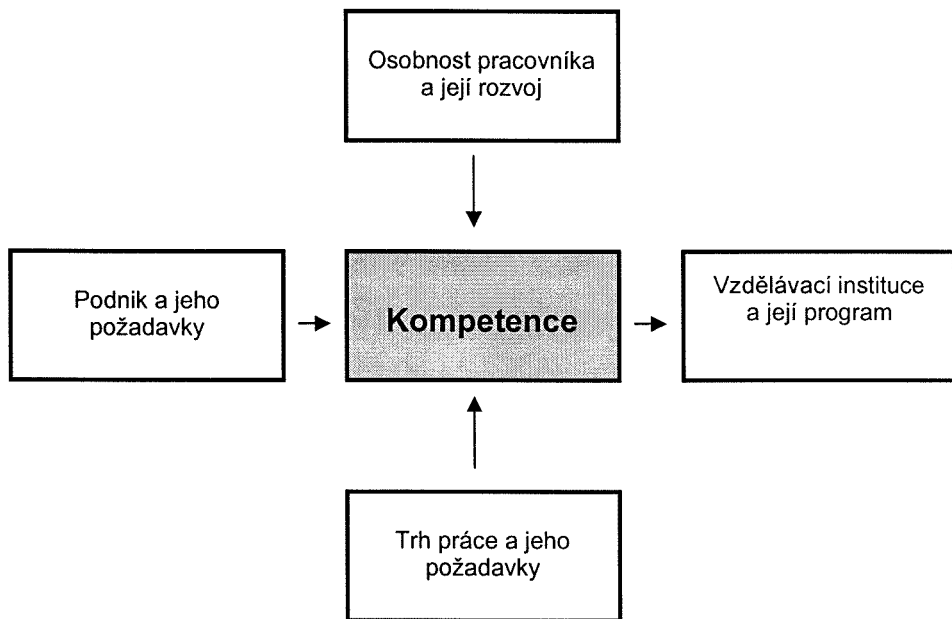 Osobnost pracovníka
a její rozvoj
Podnik a jeho
požadavky
Kompetence
Vzdělávací instituce
a její program
Trh práce a jeho
požadavky